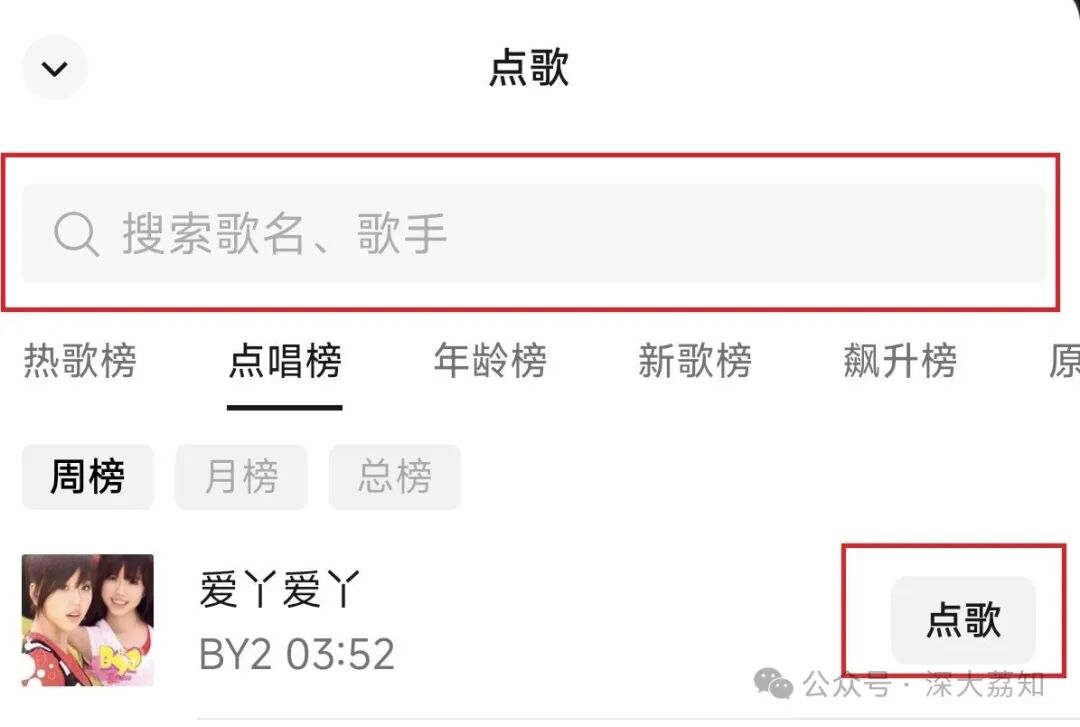 点歌
搜索歌名、歌手
热歌榜 点唱榜 年龄榜 新歌榜 飙升榜 原
周榜 月榜 总榜
爱丫爱丫
BY2 03:52
点歌
公众号 · 深大荔知
BY2